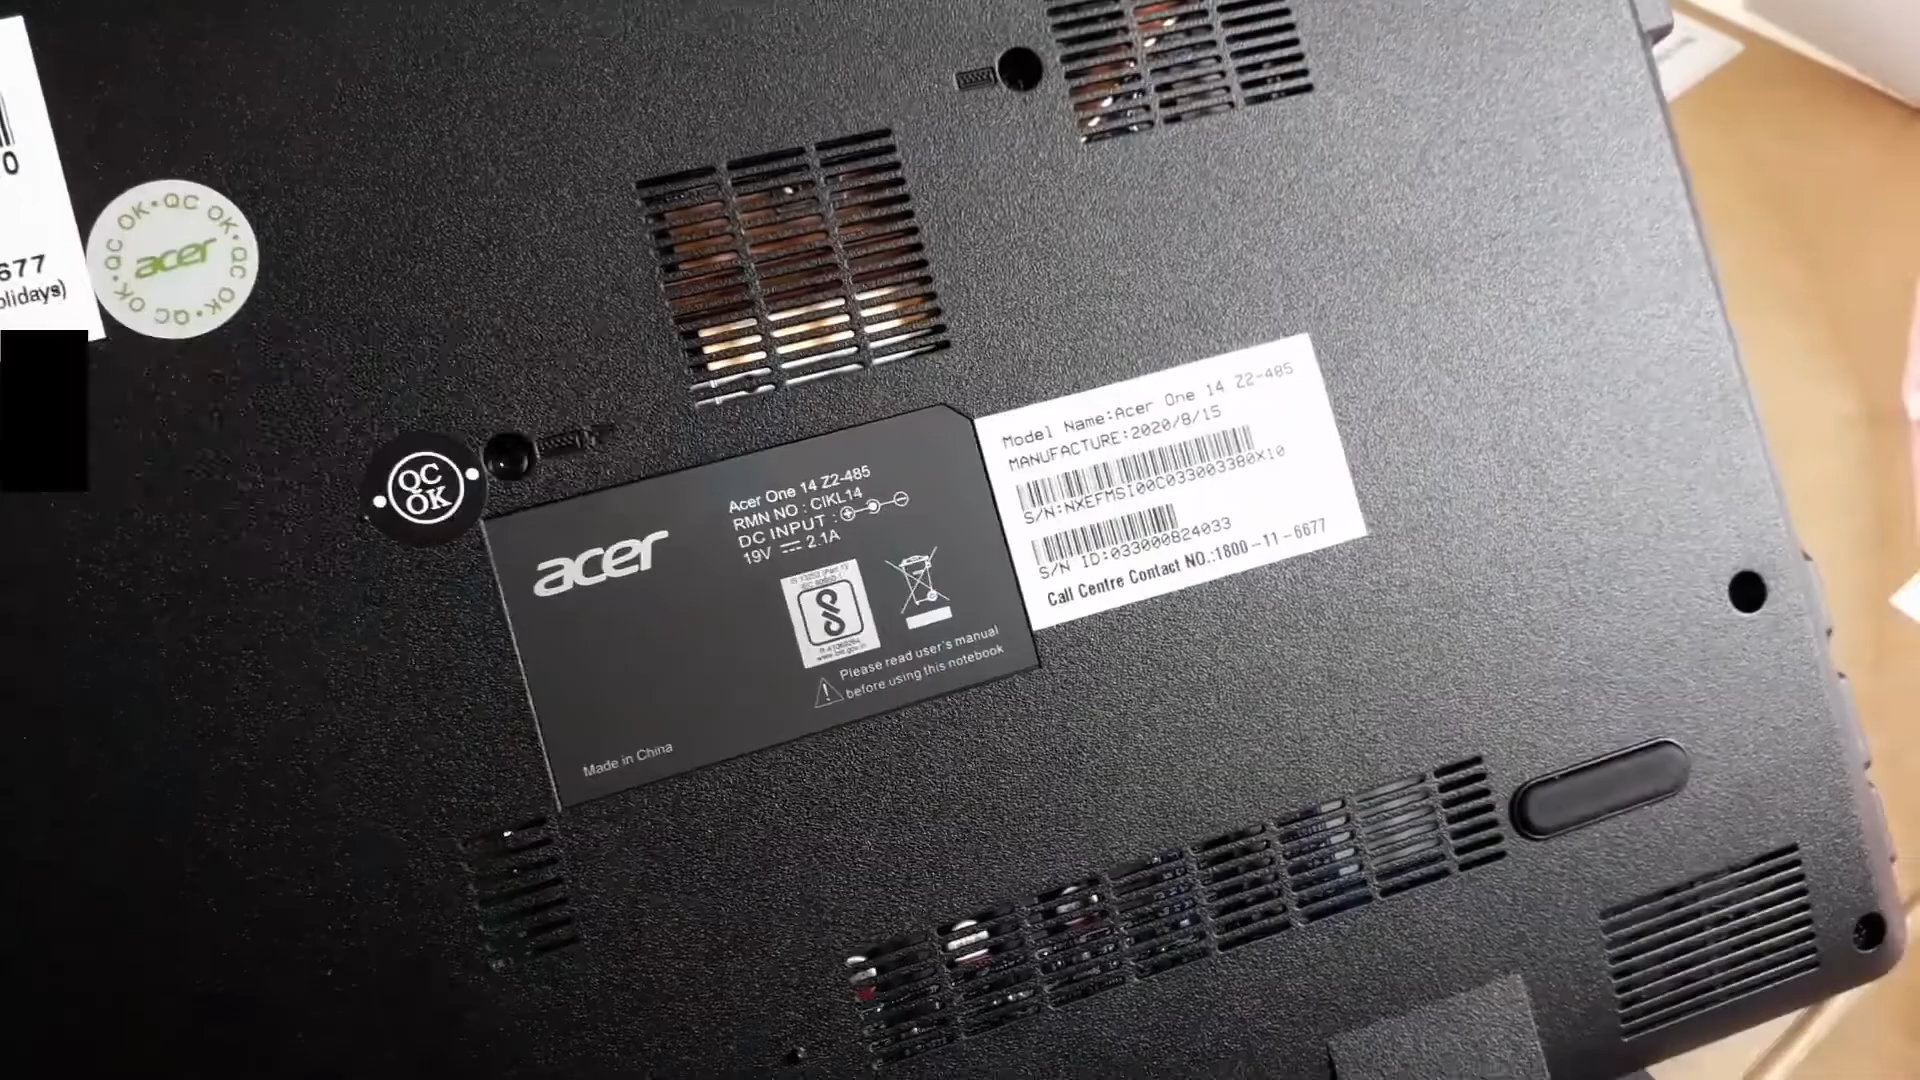 0
677
olidays)
QC OK•QC OK•QC OK•QC OK•
acer
QC
OK
acer
Acer One 14 Z2-485
RMN NO : CIKL14
DC INPUT :
19V 2.1A
Please read user's manual
before using this notebook
Made in China
Model Name:Acer One 14 Z2-485
MANUFACTURE:2020/8/15
S/N:NXEFMSI00C033003380X10
S/N ID:033000824033
Call Centre Contact NO.:1800-11-6677